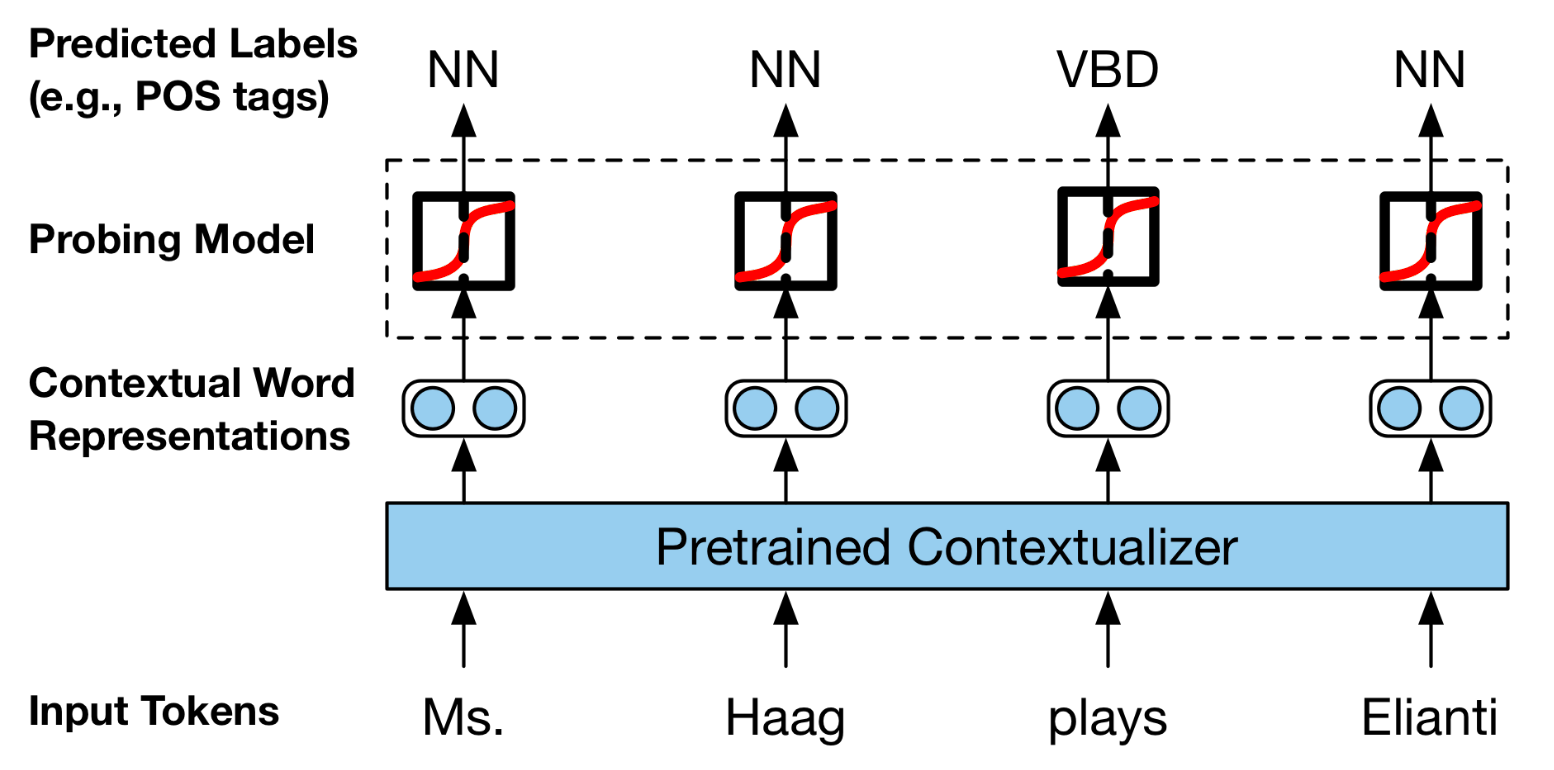 Predicted Labels
(e.g., POS tags)
NN NN VBD NN
Probing Model
Contextual Word
Representations
Pretrained Contextualizer
Input Tokens
Ms. Haag plays Elianti